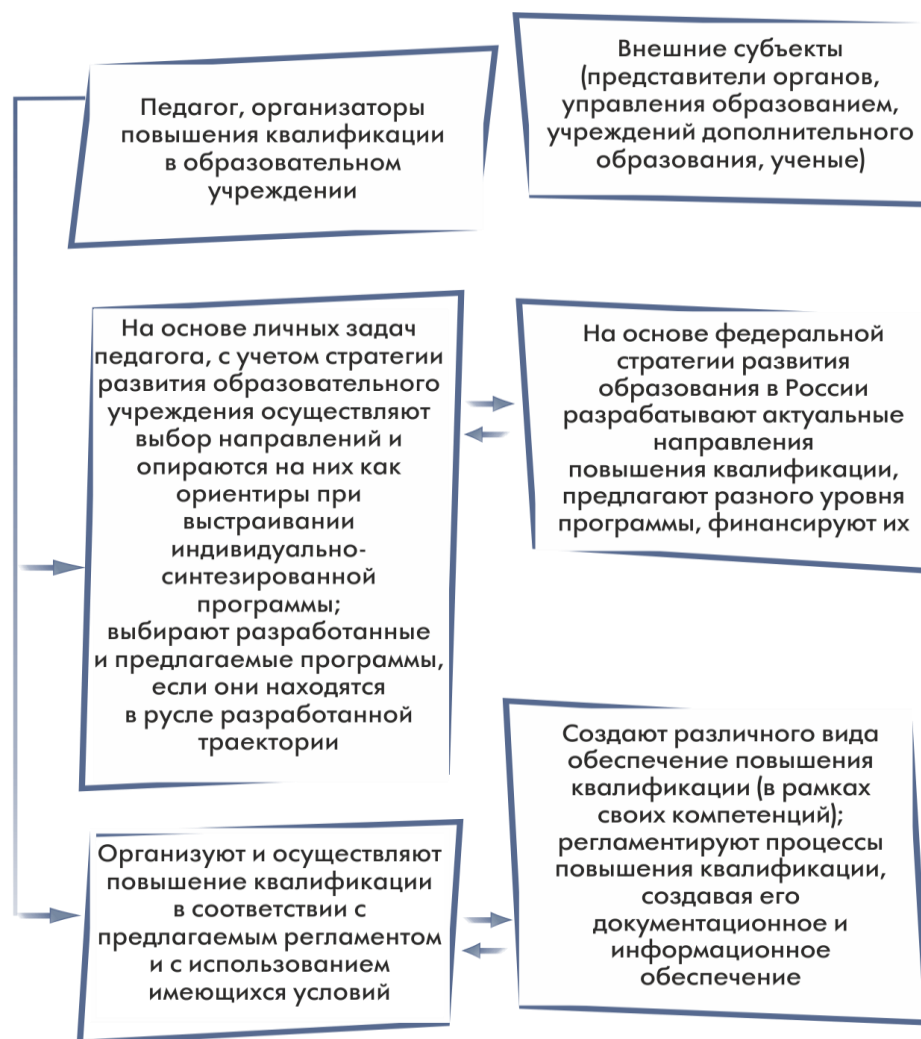 Педагог, организаторы
повышения квалификации
в образовательном
учреждении
Внешние субъекты
(представители органов,
управления образованием,
учреждений дополнительного
образования, ученые)
На основе личных задач
педагога, с учетом стратегии
развития образовательного
учреждения осуществляют
выбор направлений и
опираются на них как
ориентиры при
выстраивании
индивидуально-
синтезированной
программы;
выбирают разработанные
и предлагаемые программы,
если они находятся
в русле разработанной
траектории
На основе федеральной
стратегии развития
образования в России
разрабатывают актуальные
направления
повышения квалификации,
предлагают разного уровня
программы, финансируют их
Организуют и осуществляют
повышение квалификации
в соответствии с
предлагаемым регламентом
и с использованием
имеющихся условий
Создают различного вида
обеспечение повышения
квалификации (в рамках
своих компетенций);
регламентируют процессы
повышения квалификации,
создавая его
документационное и
информационное
обеспечение